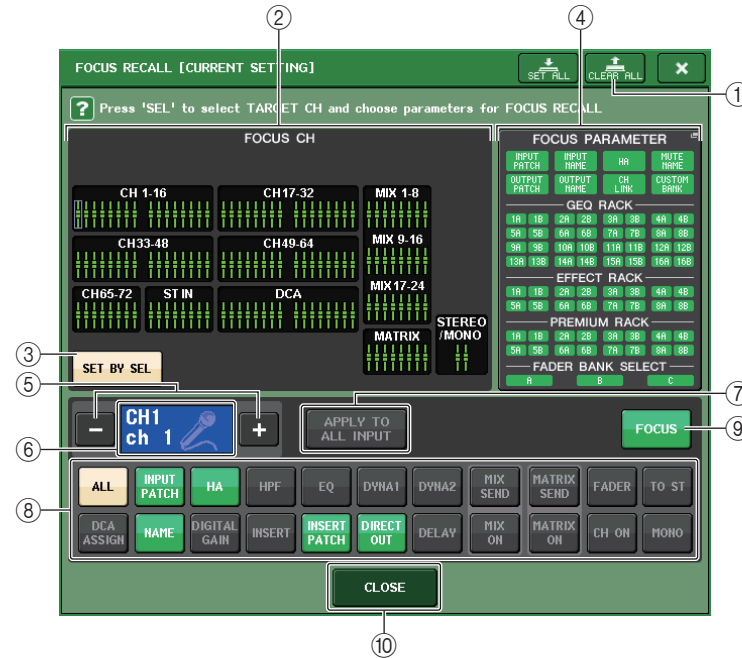 ② ④
FOCUS RECALL [CURRENT SETTING] SET ALL CLEAR ALL ×
①
? Press 'SEL' to select TARGET CH and choose parameters for FOCUS RECALL
FOCUS CH
CH 1-16 CH17-32 MIX 1-8
CH33-48 CH49-64 MIX 9-16
CH65-72 ST IN DCA MIX17-24
MATRIX STEREO /MONO
FOCUS PARAMETER
INPUT PATCH INPUT NAME HA MUTE NAME
OUTPUT PATCH OUTPUT NAME CH LINK CUSTOM BANK
GEQ RACK
1A 1B 2A 2B 3A 3B 4A 4B
5A 5B 6A 6B 7A 7B 8A 8B
9A 9B 10A 10B 11A 11B 12A 12B
13A 13B 14A 14B 15A 15B 16A 16B
EFFECT RACK
1A 1B 2A 2B 3A 3B 4A 4B
5A 5B 6A 6B 7A 7B 8A 8B
PREMIUM RACK
1A 1B 2A 2B 3A 3B 4A 4B
5A 5B 6A 6B 7A 7B 8A 8B
FADER BANK SELECT
A B C
③ SET BY SEL
⑤
⑥ − CH1 ch 1 + APPLY TO ALL INPUT ⑦ FOCUS ⑨
⑧
ALL INPUT PATCH HA HPF EQ DYNA1 DYNA2 MIX SEND MATRIX SEND FADER TO ST
DCA ASSIGN NAME DIGITAL GAIN INSERT INSERT PATCH DIRECT OUT DELAY MIX ON MATRIX ON CH ON MONO
CLOSE
⑩